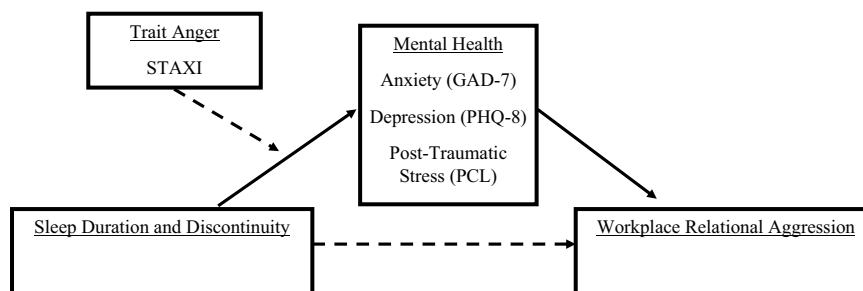 Trait Anger
STAXI
Mental Health
Anxiety (GAD-7)
Depression (PHQ-8)
Post-Traumatic
Stress (PCL)
Sleep Duration and Discontinuity
Workplace Relational Aggression